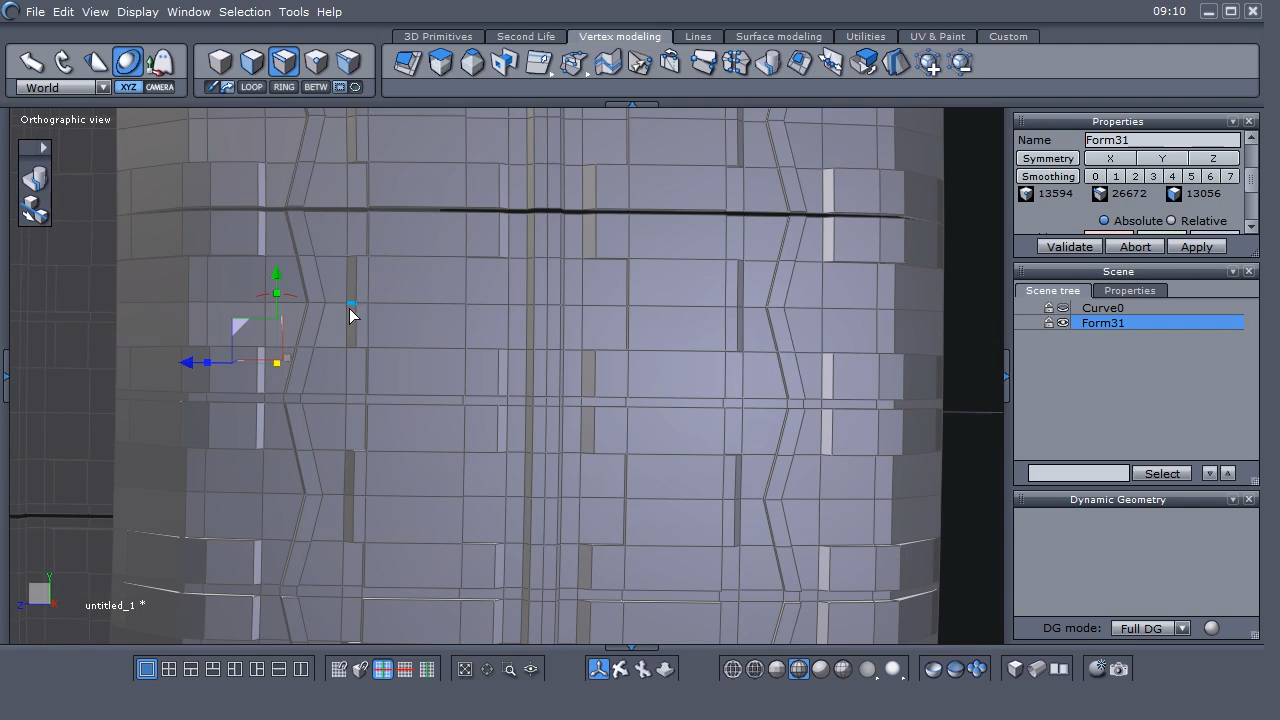 File Edit View Display Window Selection Tools Help 09:10
3D Primitives Second Life Vertex modeling Lines Surface modeling Utilities UV & Paint Custom
World XYZ CAMERA LOOP RING BETW
Orthographic view
Properties
Name Form31
Symmetry X Y Z
Smoothing 0 1 2 3 4 5 6 7
13594 26672 13056
Absolute Relative
Validate Abort Apply
Scene
Scene tree Properties
Curve0
Form31
Select
Dynamic Geometry
Y
Z X
untitled_1 *
DG mode: Full DG